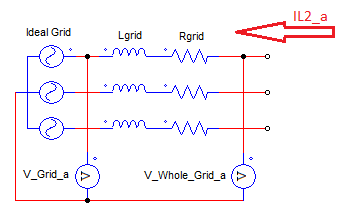 IL2_a
Ideal Grid
Lgrid
Rgrid
V_Grid_a
V
V_Whole_Grid_a
V